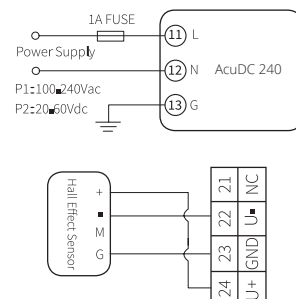 1A FUSE
11 L
Power Supply
AcuDC 240
12 N
P1:100-240Vac
P2:20-60Vdc
13 G
Hall Effect Sensor
+
-
M
G
21 NC
22 U-
23 GND
24 U+